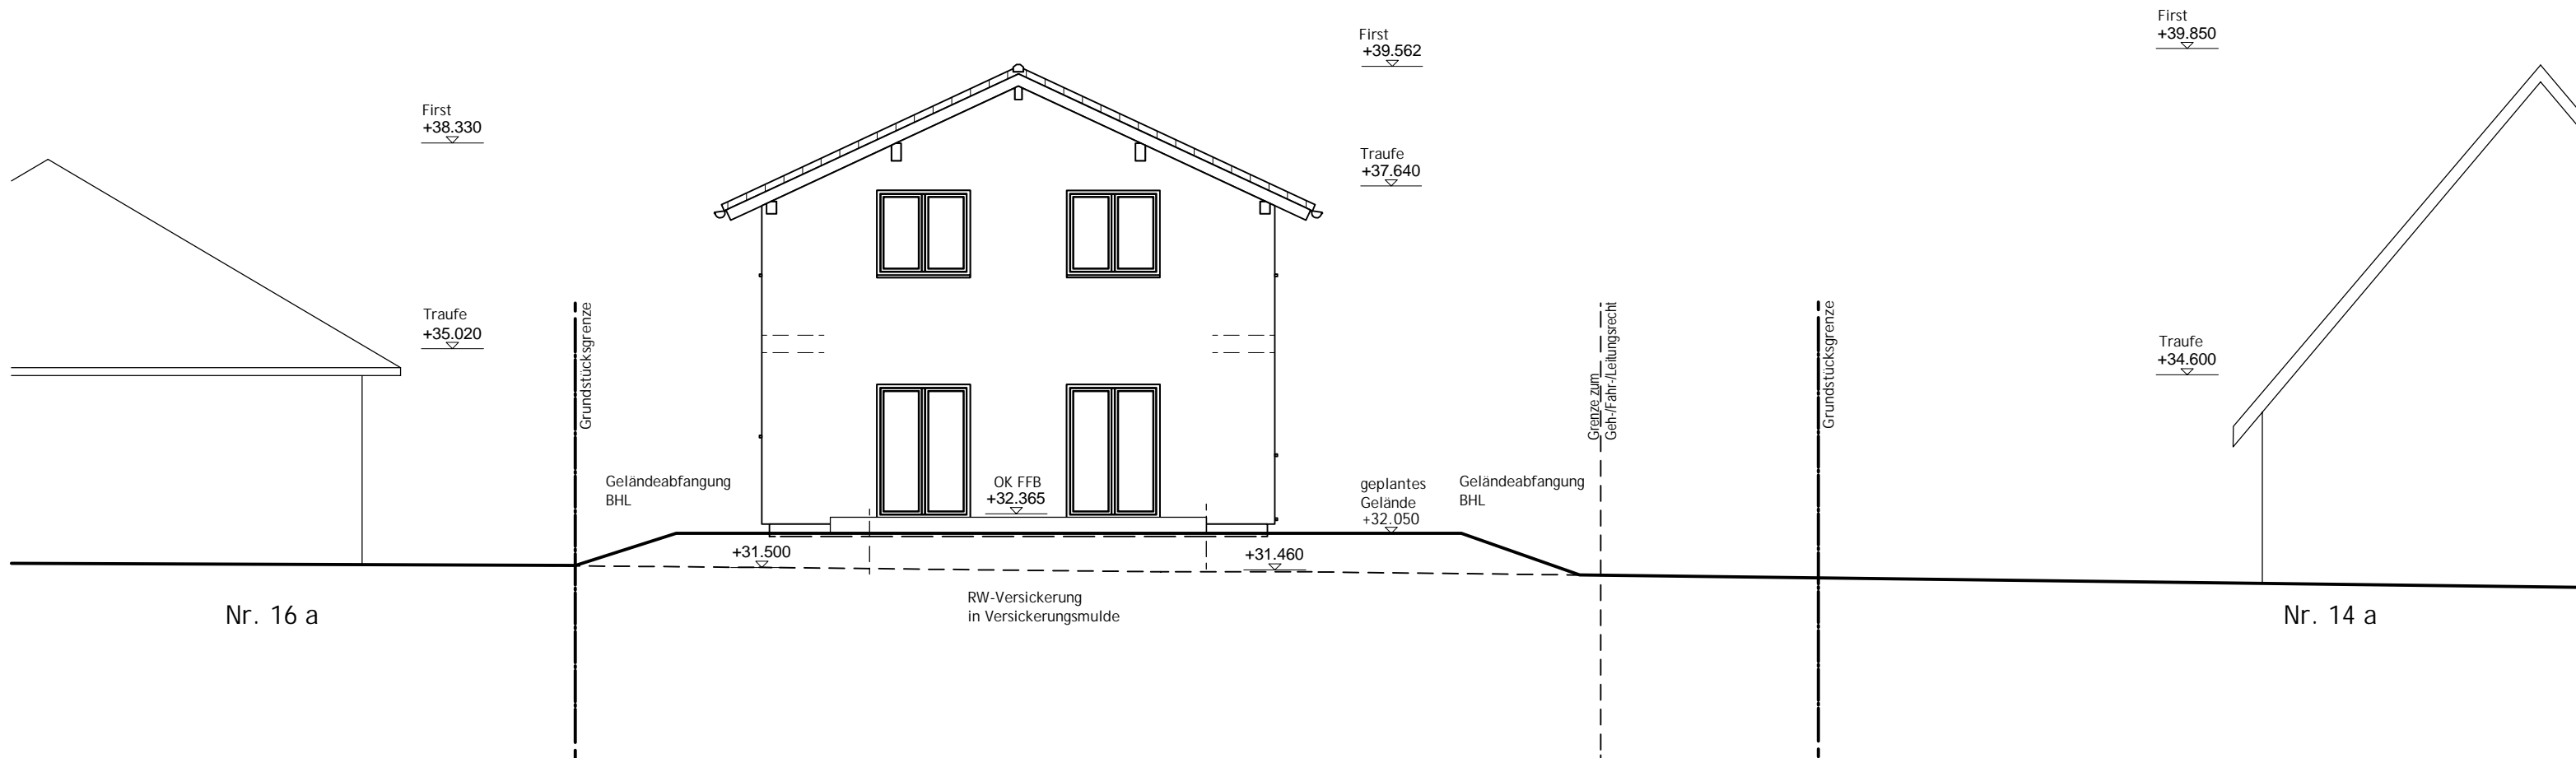 First
+38.330
Traufe
+35.020
Nr. 16 a
Grundstücksgrenze
Geländeabfangung
BHL
+31.500
OK FFB
+32.365
+31.460
RW-Versickerung
in Versickerungsmulde
First
+39.562
Traufe
+37.640
geplantes
Gelände
+32.050
Geländeabfangung
BHL
Grenze zum
Geh-/Fahr-/Leitungsrecht
Grundstücksgrenze
First
+39.850
Traufe
+34.600
Nr. 14 a